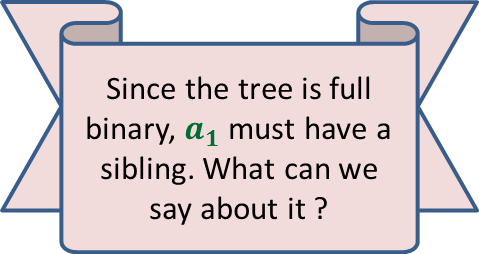 Since the tree is full
binary, a₁ must have a
sibling. What can we
say about it ?